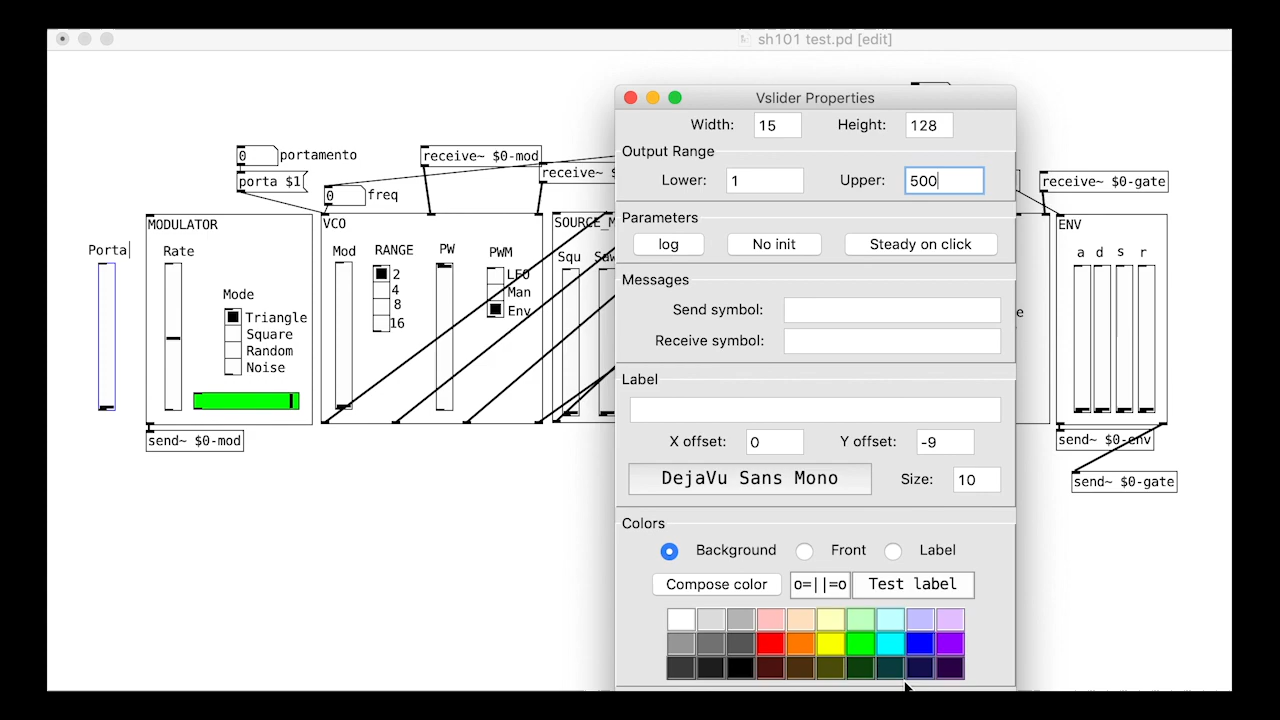 sh101 test.pd [edit]
Vslider Properties
Width: 15 Height: 128
Output Range
Lower: 1 Upper: 500
Parameters
log No init Steady on click
Messages
Send symbol:
Receive symbol:
Label
X offset: 0 Y offset: -9
DejaVu Sans Mono Size: 10
Colors
Background Front Label
Compose color o=||=o Test label
0 portamento
porta $1
receive~ $0-mod
receive~
0 freq
receive~ $0-gate
Porta
MODULATOR
Rate
Mode
Triangle
Square
Random
Noise
send~ $0-mod
VCO
Mod RANGE PW PWM
2
4
8
16
LFO
Man
Env
SOURCE_M
Squ Saw
ENV
a d s r
send~ $0-env
send~ $0-gate